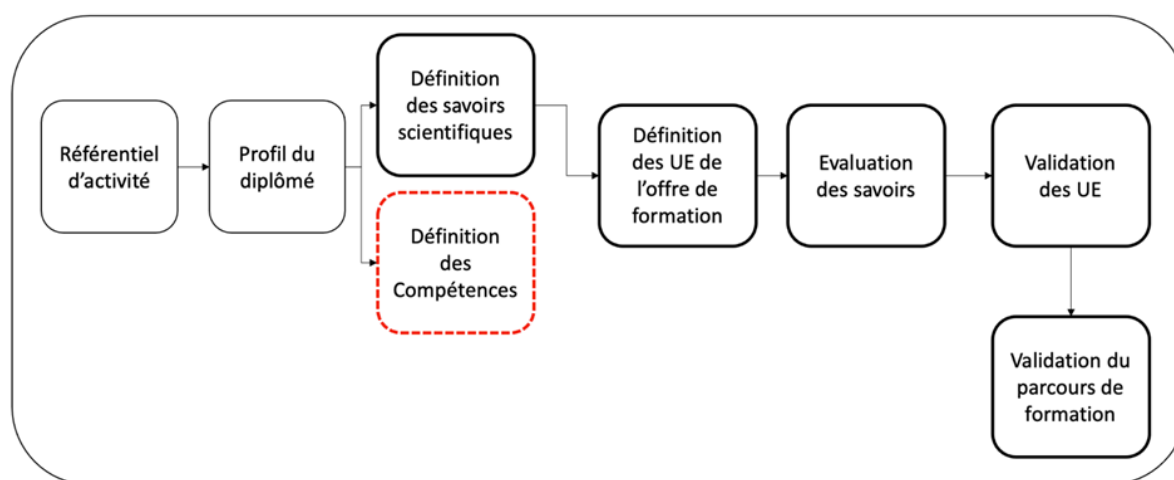 Référentiel
d’activité
Profil du
diplômé
Définition
des savoirs
scientifiques
Définition
des
Compétences
Définition
des UE de
l’offre de
formation
Evaluation
des savoirs
Validation
des UE
Validation du
parcours de
formation